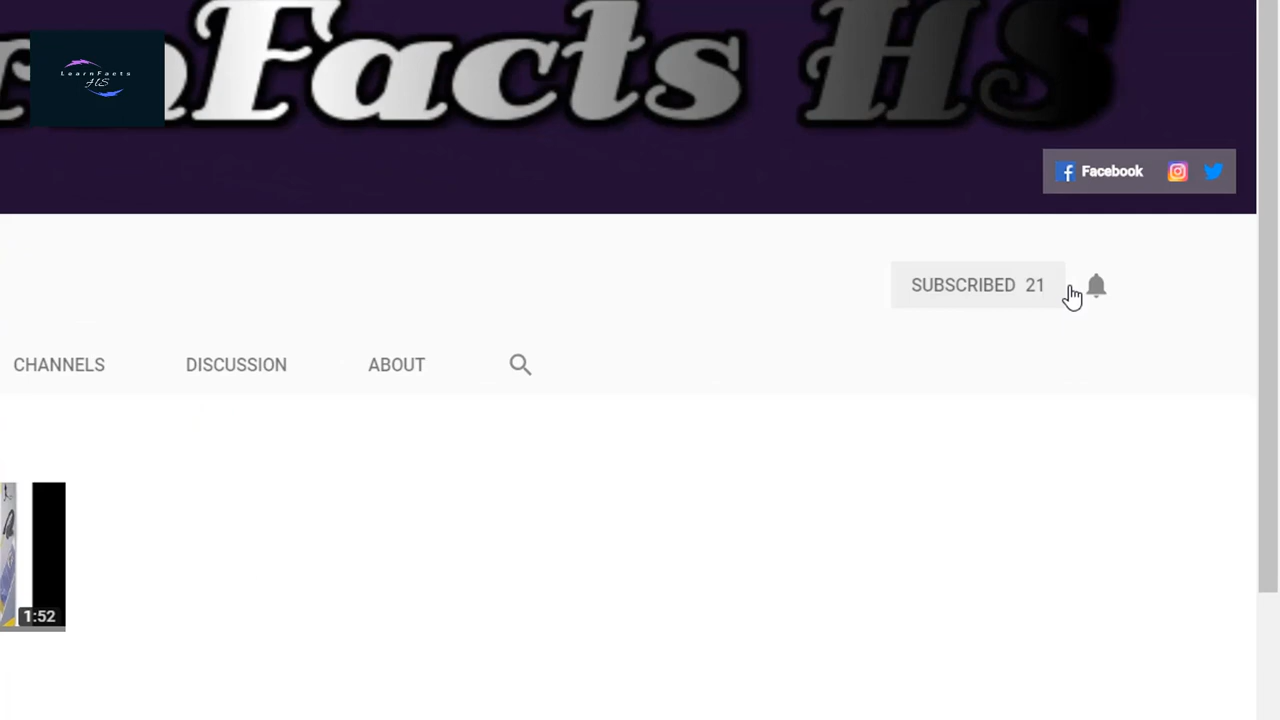 Facts HS
LearnFacts
HS
Facebook
SUBSCRIBED 21
CHANNELS DISCUSSION ABOUT
1:52